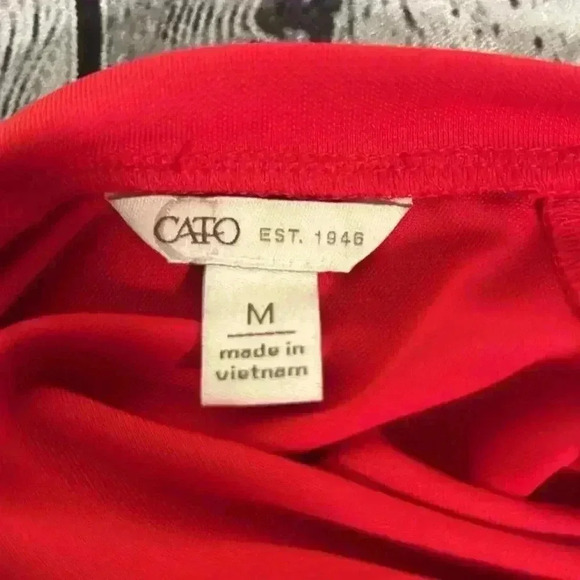 CATO EST. 1946
M
made in
vietnam